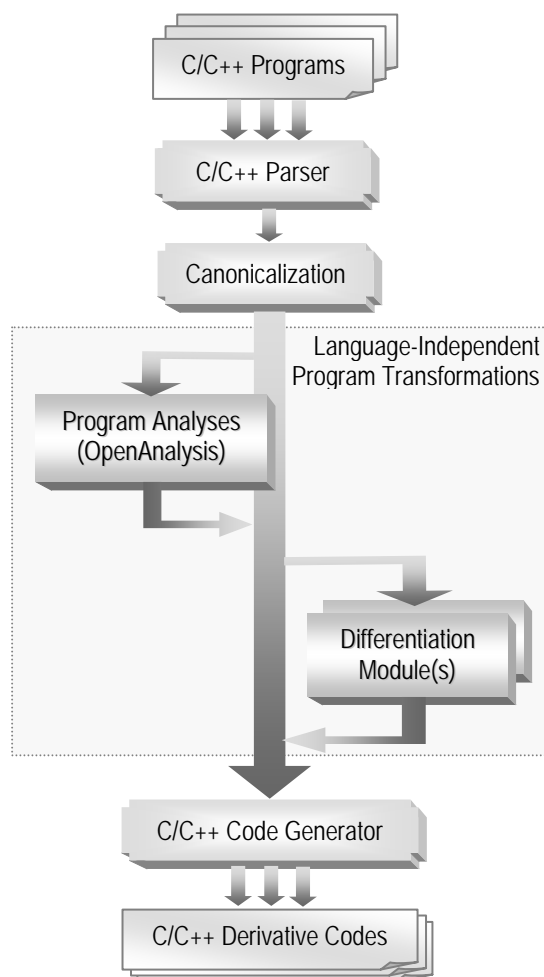 C/C++ Programs
C/C++ Parser
Canonicalization
Language-Independent
Program Transformations
Program Analyses
(OpenAnalysis)
Differentiation
Module(s)
C/C++ Code Generator
C/C++ Derivative Codes